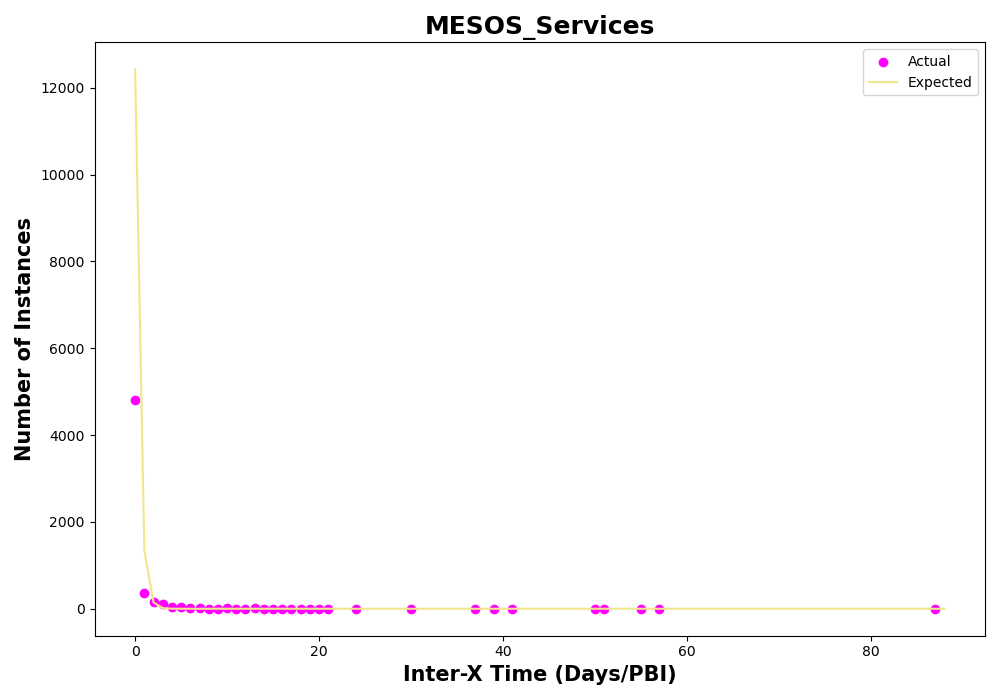 MESOS_Services
Actual
Expected
12000
10000
8000
6000
4000
2000
0
Number of Instances
0 20 40 60 80
Inter-X Time (Days/PBI)